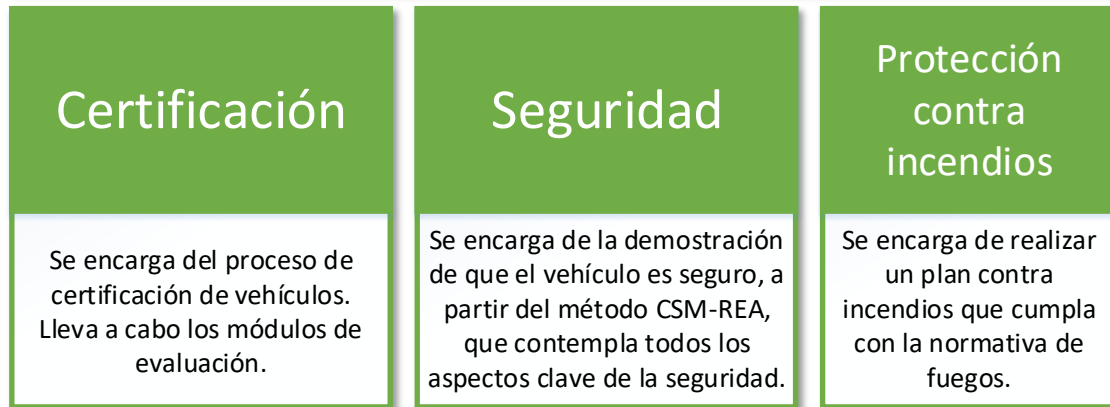 Certificación
Se encarga del proceso de
certificación de vehículos.
Lleva a cabo los módulos de
evaluación.
Seguridad
Se encarga de la demostración
de que el vehículo es seguro, a
partir del método CSM-REA,
que contempla todos los
aspectos clave de la seguridad.
Protección
contra
incendios
Se encarga de realizar
un plan contra
incendios que cumpla
con la normativa de
fuegos.